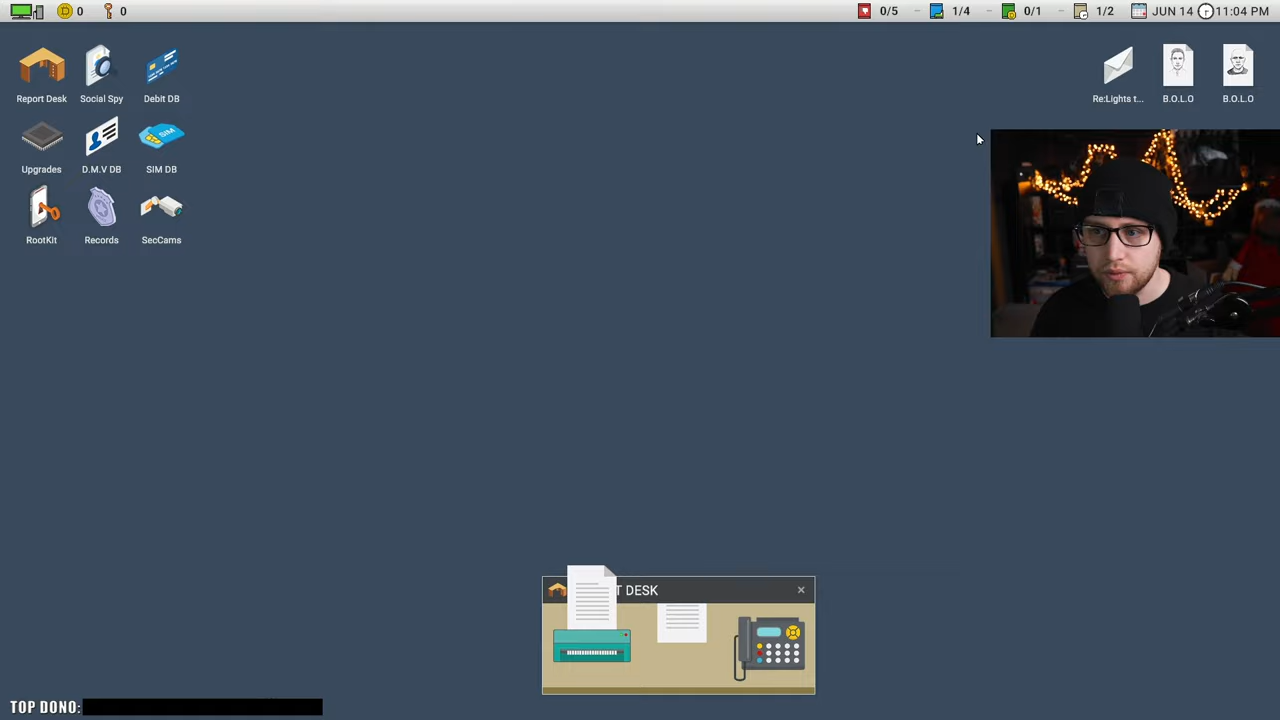 0 0 0/5 1/4 0/1 1/2 JUN 14 11:04 PM
Report Desk Social Spy Debit DB
Upgrades D.M.V DB SIM DB
RootKit Records SecCams
Re:Lights t... B.O.L.O B.O.L.O
SIM
T DESK
TOP DONO: